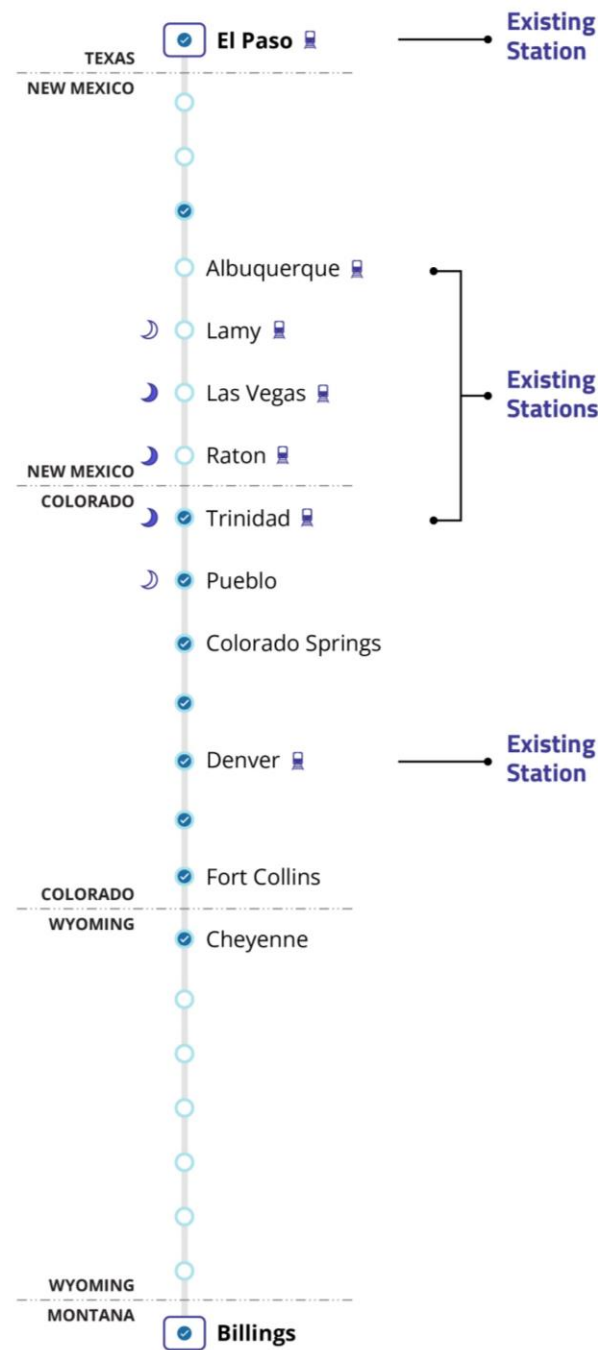 El Paso
Existing
Station
TEXAS
NEW MEXICO
Albuquerque
Lamy
Las Vegas
Existing
Stations
Raton
NEW MEXICO
COLORADO
Trinidad
Pueblo
Colorado Springs
Denver
Existing
Station
Fort Collins
COLORADO
WYOMING
Cheyenne
WYOMING
MONTANA
Billings